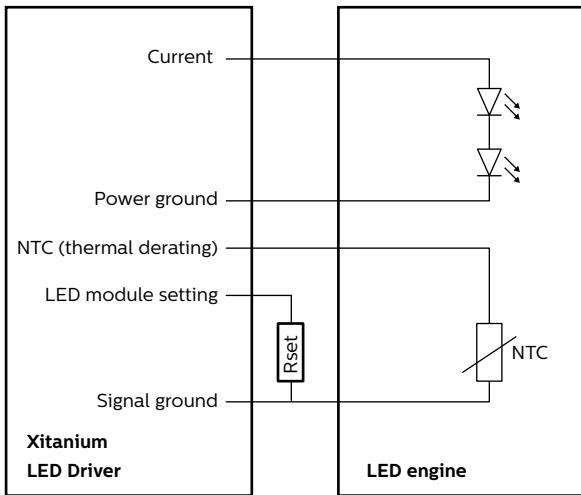 Current
Power ground
NTC (thermal derating)
LED module setting
Rset
NTC
Signal ground
Xitanium
LED Driver
LED engine